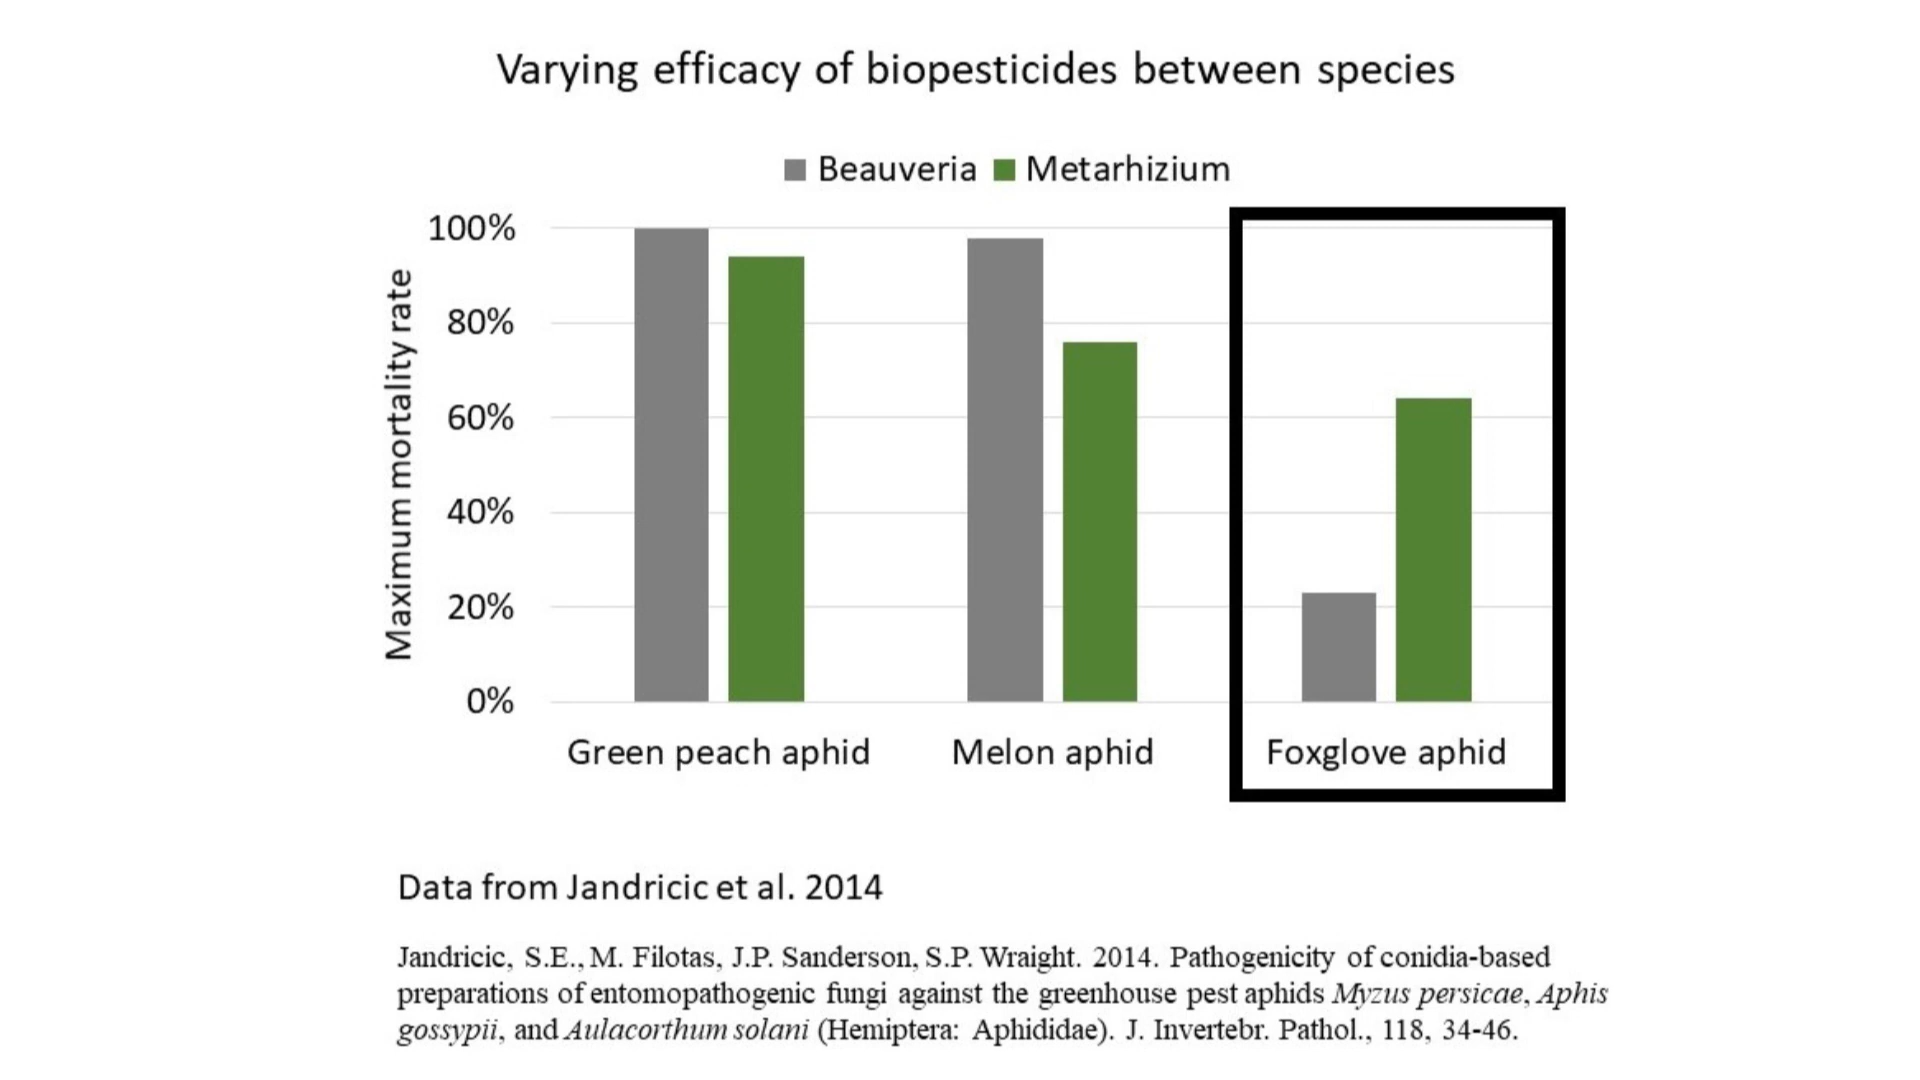 Varying efficacy of biopesticides between species
Beauveria Metarhizium
100%
80%
60%
40%
20%
0%
Maximum mortality rate
Green peach aphid Melon aphid Foxglove aphid
Data from Jandricic et al. 2014
Jandricic, S.E., M. Filotas, J.P. Sanderson, S.P. Wraight. 2014. Pathogenicity of conidia-based
preparations of entomopathogenic fungi against the greenhouse pest aphids Myzus persicae, Aphis
gossypii, and Aulacorthum solani (Hemiptera: Aphididae). J. Invertebr. Pathol., 118, 34-46.